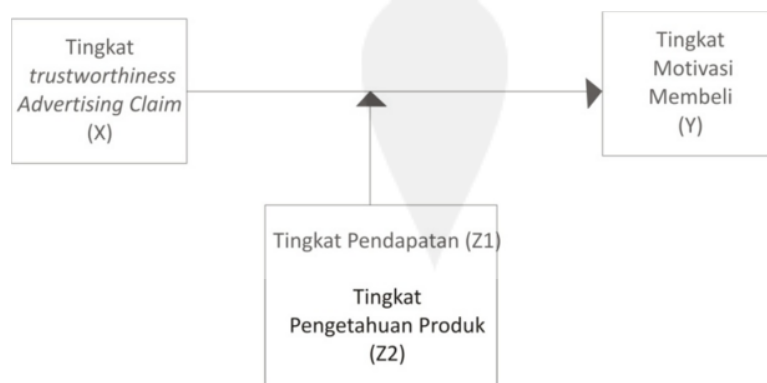 Tingkat
trustworthiness
Advertising Claim
(X)
Tingkat
Motivasi
Membeli
(Y)
Tingkat Pendapatan (Z1)
Tingkat
Pengetahuan Produk
(Z2)